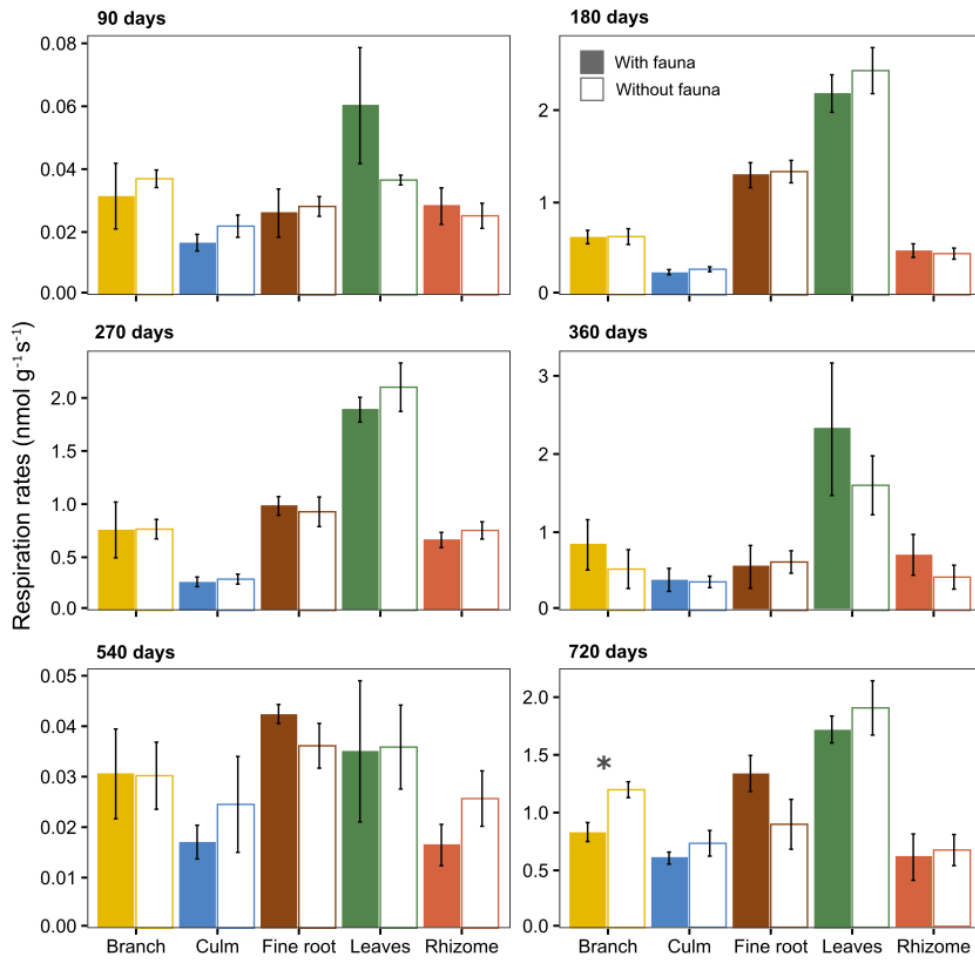 90 days
180 days
0.08
0.06
0.04
0.02
0.00
2
1
0
With fauna
Without fauna
270 days
360 days
2.0
1.5
1.0
0.5
0.0
3
2
1
0
Respiration rates (nmol g⁻¹ s⁻¹)
540 days
720 days
0.05
0.04
0.03
0.02
0.01
0.00
2.0
1.5
1.0
0.5
0.0
*
Branch Culm Fine root Leaves Rhizome
Branch Culm Fine root Leaves Rhizome